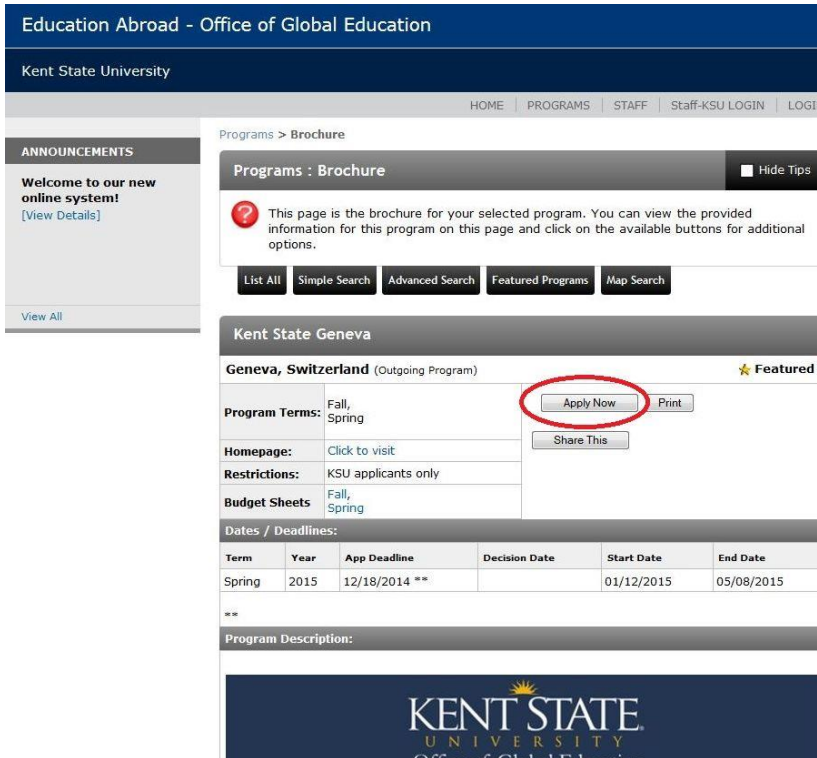 Education Abroad - Office of Global Education
Kent State University
HOME | PROGRAMS | STAFF | Staff-KSU LOGIN |
ANNOUNCEMENTS
Welcome to our new
online system!
[View Details]
View All
Programs > Brochure
Programs : Brochure
Hide Tips
This page is the brochure for your selected program. You can view the provided
information for this program on this page and click on the available buttons for additional
options.
List All Simple Search Advanced Search Featured Programs Map Search
Kent State Geneva
Geneva, Switzerland (Outgoing Program) Featured
Program Terms: Fall,
Spring
Apply Now Print
Share This
Homepage: Click to visit
Restrictions: KSU applicants only
Budget Sheets Fall,
Spring
Dates / Deadlines:
Term Year App Deadline Decision Date Start Date End Date
Spring 2015 12/18/2014 ** 01/12/2015 05/08/2015
**
Program Description:
KENT STATE
UNIVERSITY